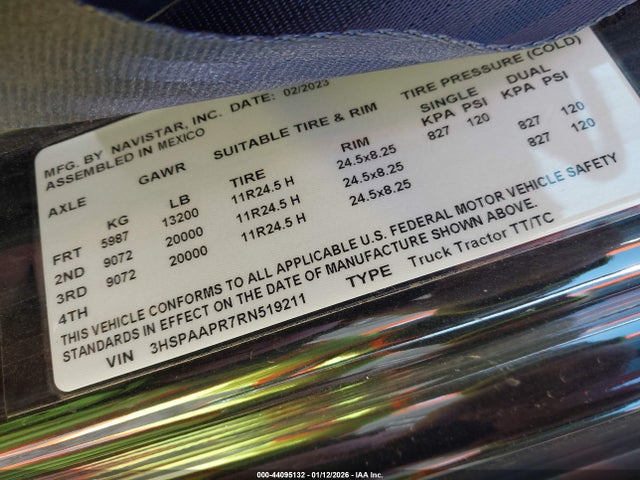 MFG. BY NAVISTAR, INC. DATE: 02/2023
ASSEMBLED IN MEXICO
GAWR SUITABLE TIRE & RIM TIRE PRESSURE (COLD)
SINGLE DUAL
AXLE KG LB TIRE RIM KPA PSI KPA PSI
FRT 5987 13200 11R24.5 H 24.5x8.25 827 120
2ND 9072 20000 11R24.5 H 24.5x8.25 827 120
3RD 9072 20000 11R24.5 H 24.5x8.25 827 120
4TH
THIS VEHICLE CONFORMS TO ALL APPLICABLE U.S. FEDERAL MOTOR VEHICLE SAFETY
STANDARDS IN EFFECT ON THE DATE OF MANUFACTURE SHOWN ABOVE.
VIN 3HSPAAPR7RN519211 TYPE Truck Tractor TT/TC
000-44095132 - 01/12/2026 - IAA Inc.